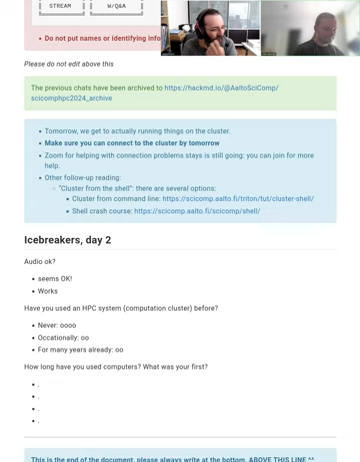 STREAM W/Q&A
Do not put names or identifying info
Please do not edit above this
The previous chats have been archived to https://hackmd.io/@AaltoSciComp/
scicomphpc2024_archive
Tomorrow, we get to actually running things on the cluster.
Make sure you can connect to the cluster by tomorrow
Zoom for helping with connection problems stays is still going: you can join for more
help.
Other follow-up reading:
"Cluster from the shell": there are several options:
Cluster from command line: https://scicomp.aalto.fi/triton/tut/cluster-shell/
Shell crash course: https://scicomp.aalto.fi/scicomp/shell/
Icebreakers, day 2
Audio ok?
seems OK!
Works
Have you used an HPC system (computation cluster) before?
Never: oooo
Occationally: oo
For many years already: oo
How long have you used computers? What was your first?
.
.
.
.
This is the end of the document, please always write at the bottom, ABOVE THIS LINE ^^